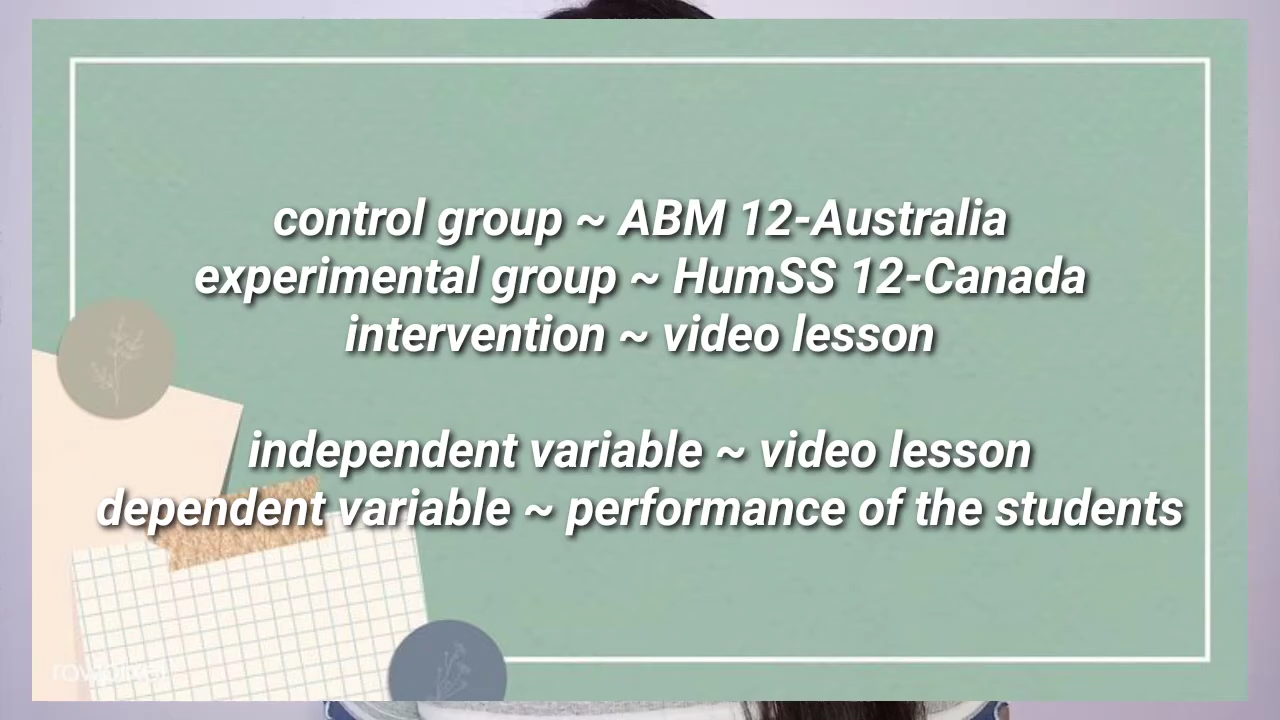 control group ~ ABM 12-Australia
experimental group ~ HumSS 12-Canada
intervention ~ video lesson
independent variable ~ video lesson
dependent variable ~ performance of the students
rawpixel